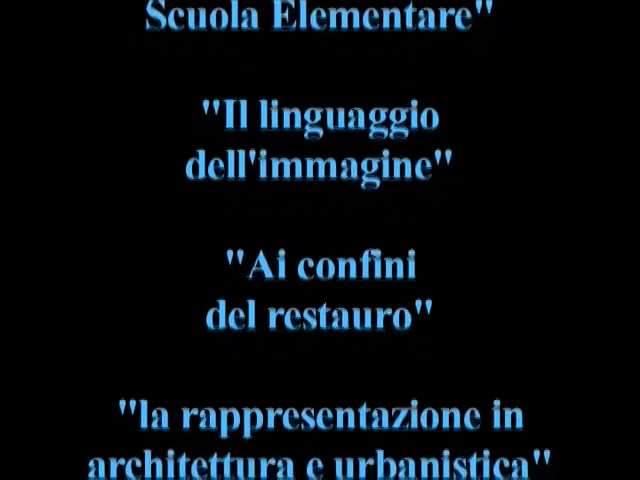 Scuola Elementare"
"Il linguaggio
dell'immagine"
"Ai confini
del restauro"
"la rappresentazione in
architettura e urbanistica"